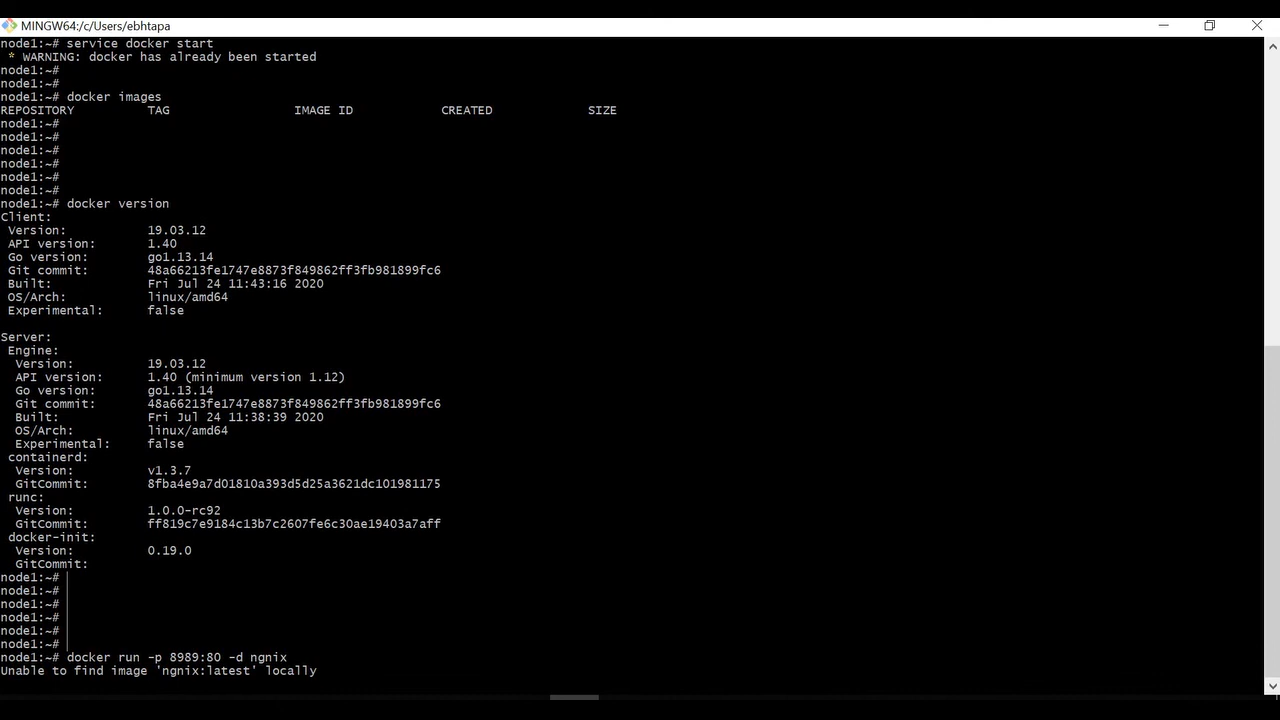 MINGW64:/c/Users/ebhtapa
node1:~# service docker start
 * WARNING: docker has already been started
node1:~#
node1:~#
node1:~# docker images
REPOSITORY          TAG                 IMAGE ID            CREATED             SIZE
node1:~#
node1:~#
node1:~#
node1:~#
node1:~#
node1:~#
node1:~# docker version
Client:
 Version:           19.03.12
 API version:       1.40
 Go version:        go1.13.14
 Git commit:        48a66213fe1747e8873f849862ff3fb981899fc6
 Built:             Fri Jul 24 11:43:16 2020
 OS/Arch:           linux/amd64
 Experimental:      false

Server:
 Engine:
  Version:          19.03.12
  API version:      1.40 (minimum version 1.12)
  Go version:       go1.13.14
  Git commit:       48a66213fe1747e8873f849862ff3fb981899fc6
  Built:            Fri Jul 24 11:38:39 2020
  OS/Arch:          linux/amd64
  Experimental:     false
 containerd:
  Version:          v1.3.7
  GitCommit:        8fba4e9a7d01810a393d5d25a3621dc101981175
 runc:
  Version:          1.0.0-rc92
  GitCommit:        ff819c7e9184c13b7c2607fe6c30ae19403a7aff
 docker-init:
  Version:          0.19.0
  GitCommit:
node1:~#
node1:~#
node1:~#
node1:~#
node1:~#
node1:~#
node1:~# docker run -p 8989:80 -d ngnix
Unable to find image 'ngnix:latest' locally